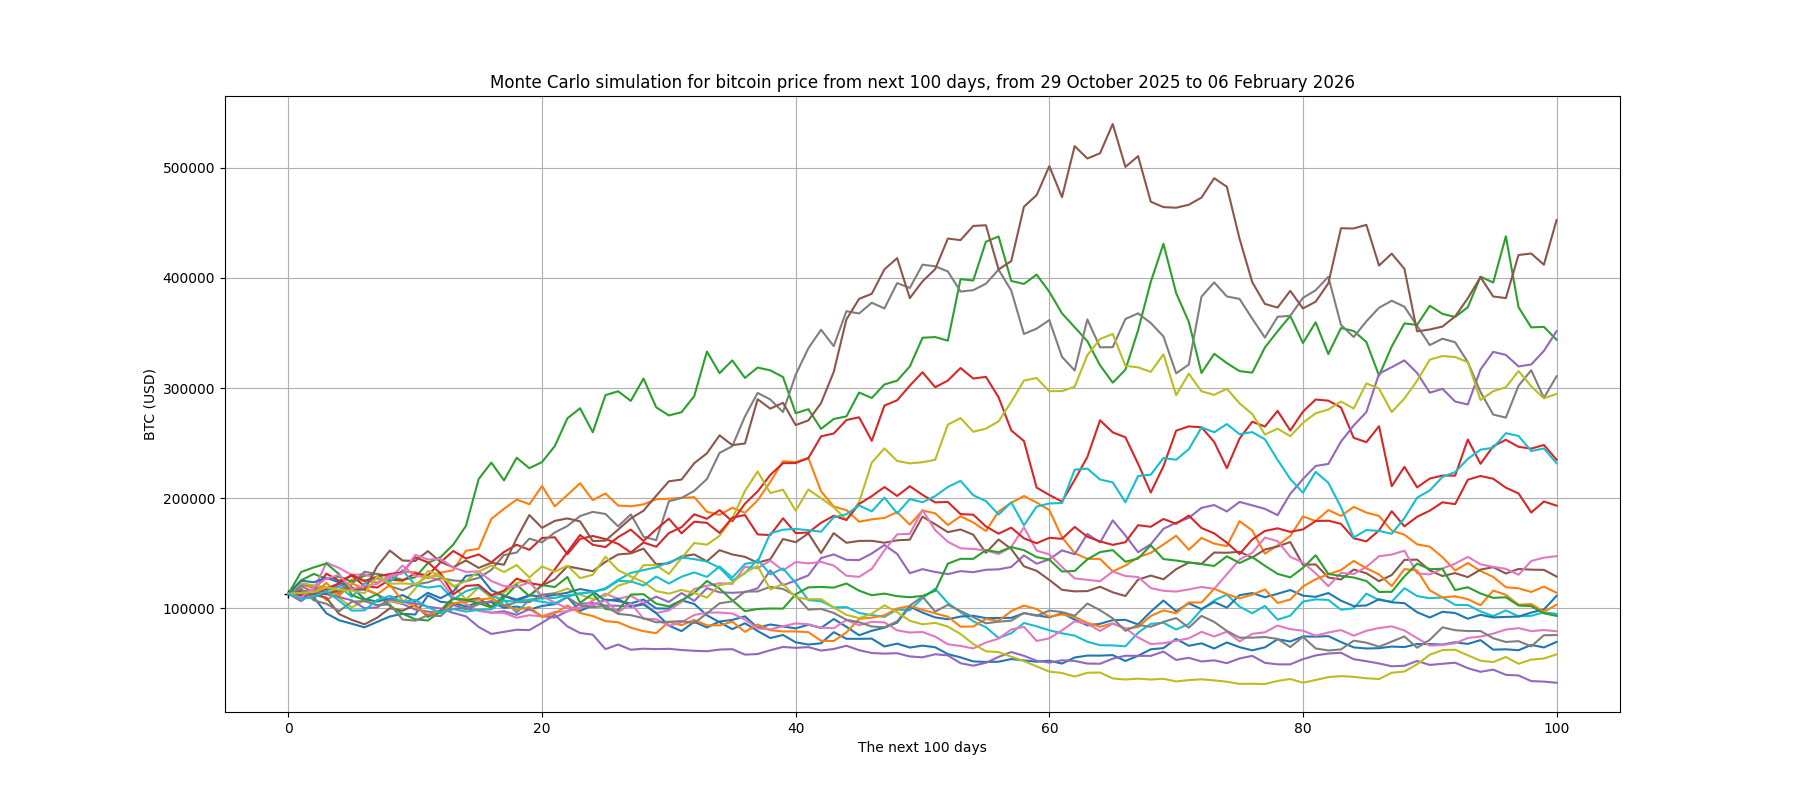 Monte Carlo simulation for bitcoin price from next 100 days, from 29 October 2025 to 06 February 2026
500000
400000
300000
200000
100000
BTC (USD)
0 20 40 60 80 100
The next 100 days